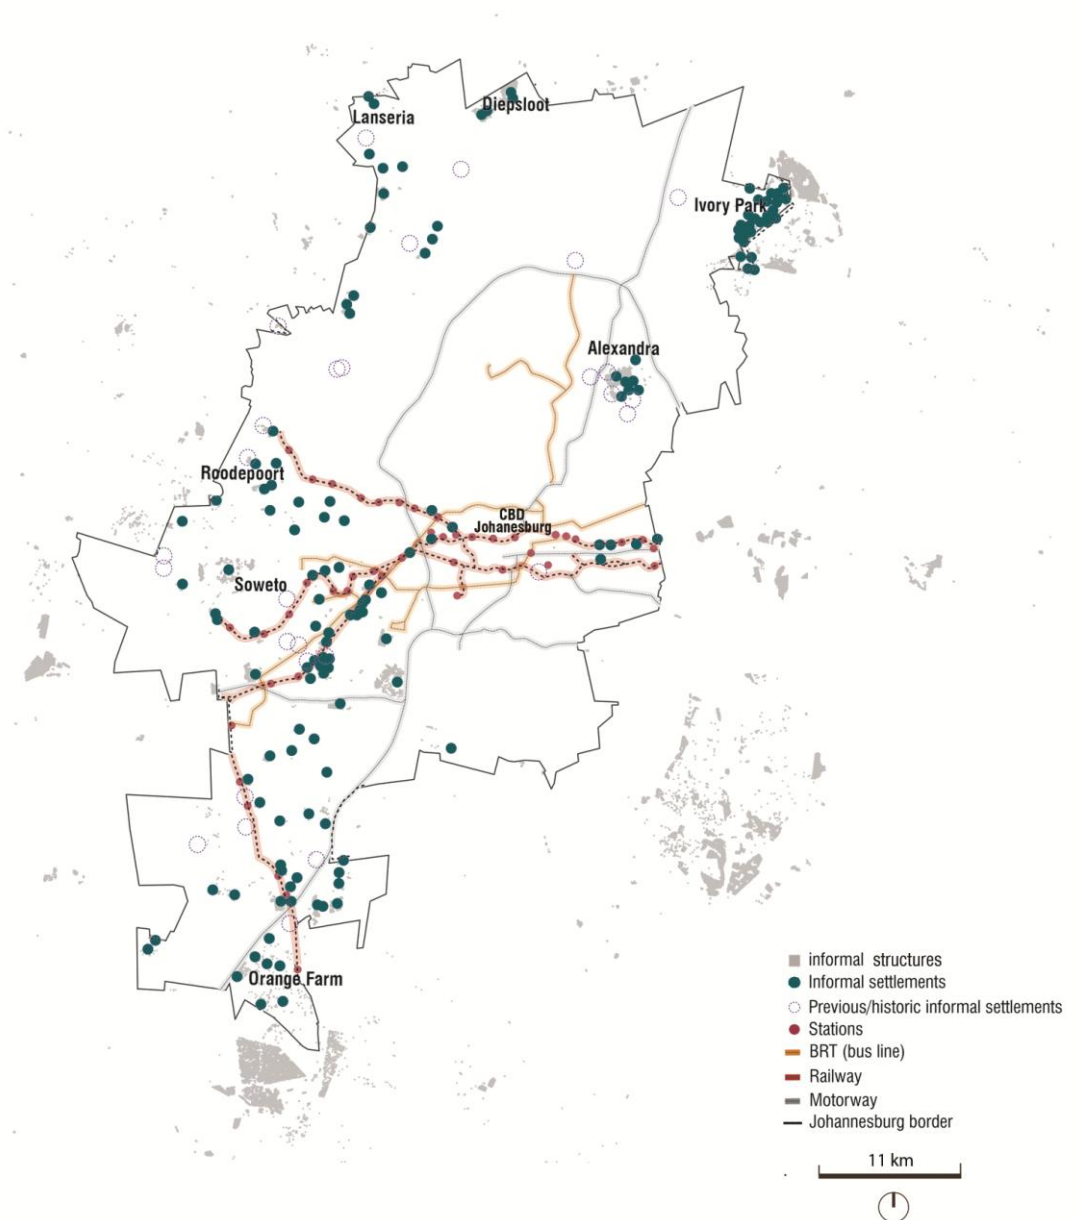 Lanseria
Diepsloot
Ivory Park
Alexandra
Roodepoort
CBD
Johanesburg
Soweto
Orange Farm
informal structures
Informal settlements
Previous/historic informal settlements
Stations
BRT (bus line)
Railway
Motorway
Johannesburg border
11 km